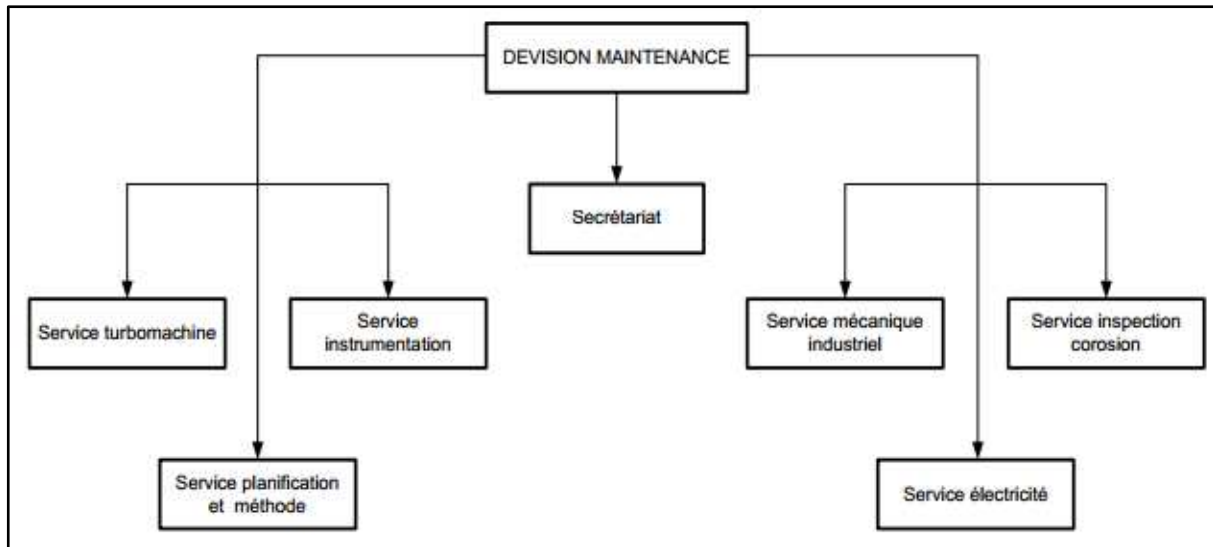 DEVISION MAINTENANCE
Secrétariat
Service turbomachine
Service
instrumentation
Service mécanique
industriel
Service inspection
corosion
Service planification
et méthode
Service électricité